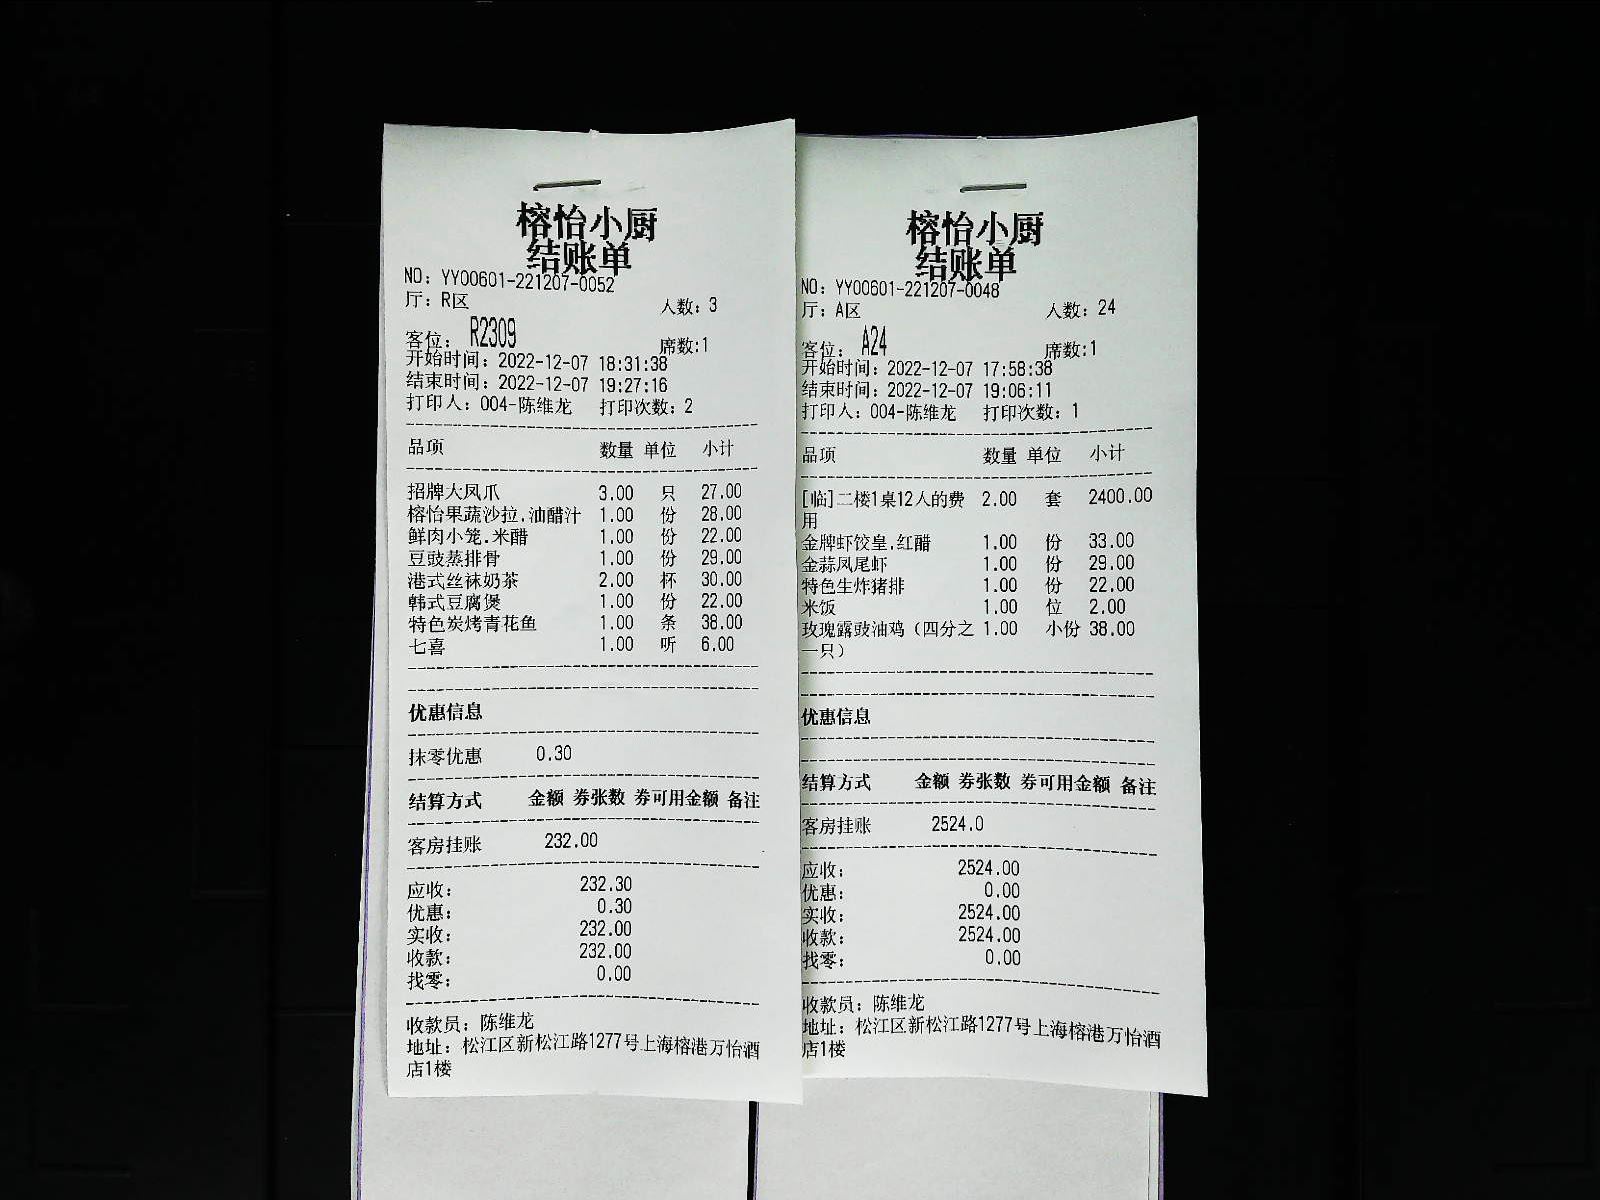 榕怡小厨
结账单
NO: YY00601-221207-0052
厅: R区 人数: 3
客位: R2309 席数:1
开始时间: 2022-12-07 18:31:38
结束时间: 2022-12-07 19:27:16
打印人: 004-陈维龙 打印次数: 2
品项 数量 单位 小计
招牌大凤爪 3.00 只 27.00
榕怡果蔬沙拉.油醋汁 1.00 份 28.00
鲜肉小笼.米醋 1.00 份 22.00
豆豉蒸排骨 1.00 份 29.00
港式丝袜奶茶 2.00 杯 30.00
韩式豆腐煲 1.00 份 22.00
特色炭烤青花鱼 1.00 条 38.00
七喜 1.00 听 6.00
优惠信息
抹零优惠 0.30
结算方式 金额 券张数 券可用金额 备注
客房挂账 232.00
应收: 232.30
优惠: 0.30
实收: 232.00
收款: 232.00
找零: 0.00
收款员: 陈维龙
地址: 松江区新松江路1277号上海榕港万怡酒
店1楼
榕怡小厨
结账单
NO: YY00601-221207-0048
厅: A区 人数: 24
客位: A24 席数:1
开始时间: 2022-12-07 17:58:38
结束时间: 2022-12-07 19:06:11
打印人: 004-陈维龙 打印次数: 1
品项 数量 单位 小计
[临]二楼1桌12人的费 2.00 套 2400.00
用
金牌虾饺皇.红醋 1.00 份 33.00
金蒜凤尾虾 1.00 份 29.00
特色生炸猪排 1.00 份 22.00
米饭 1.00 位 2.00
玫瑰露豉油鸡（四分之 1.00 小份 38.00
一只）
优惠信息
结算方式 金额 券张数 券可用金额 备注
客房挂账 2524.0
应收: 2524.00
优惠: 0.00
实收: 2524.00
收款: 2524.00
找零: 0.00
收款员: 陈维龙
地址: 松江区新松江路1277号上海榕港万怡酒
店1楼